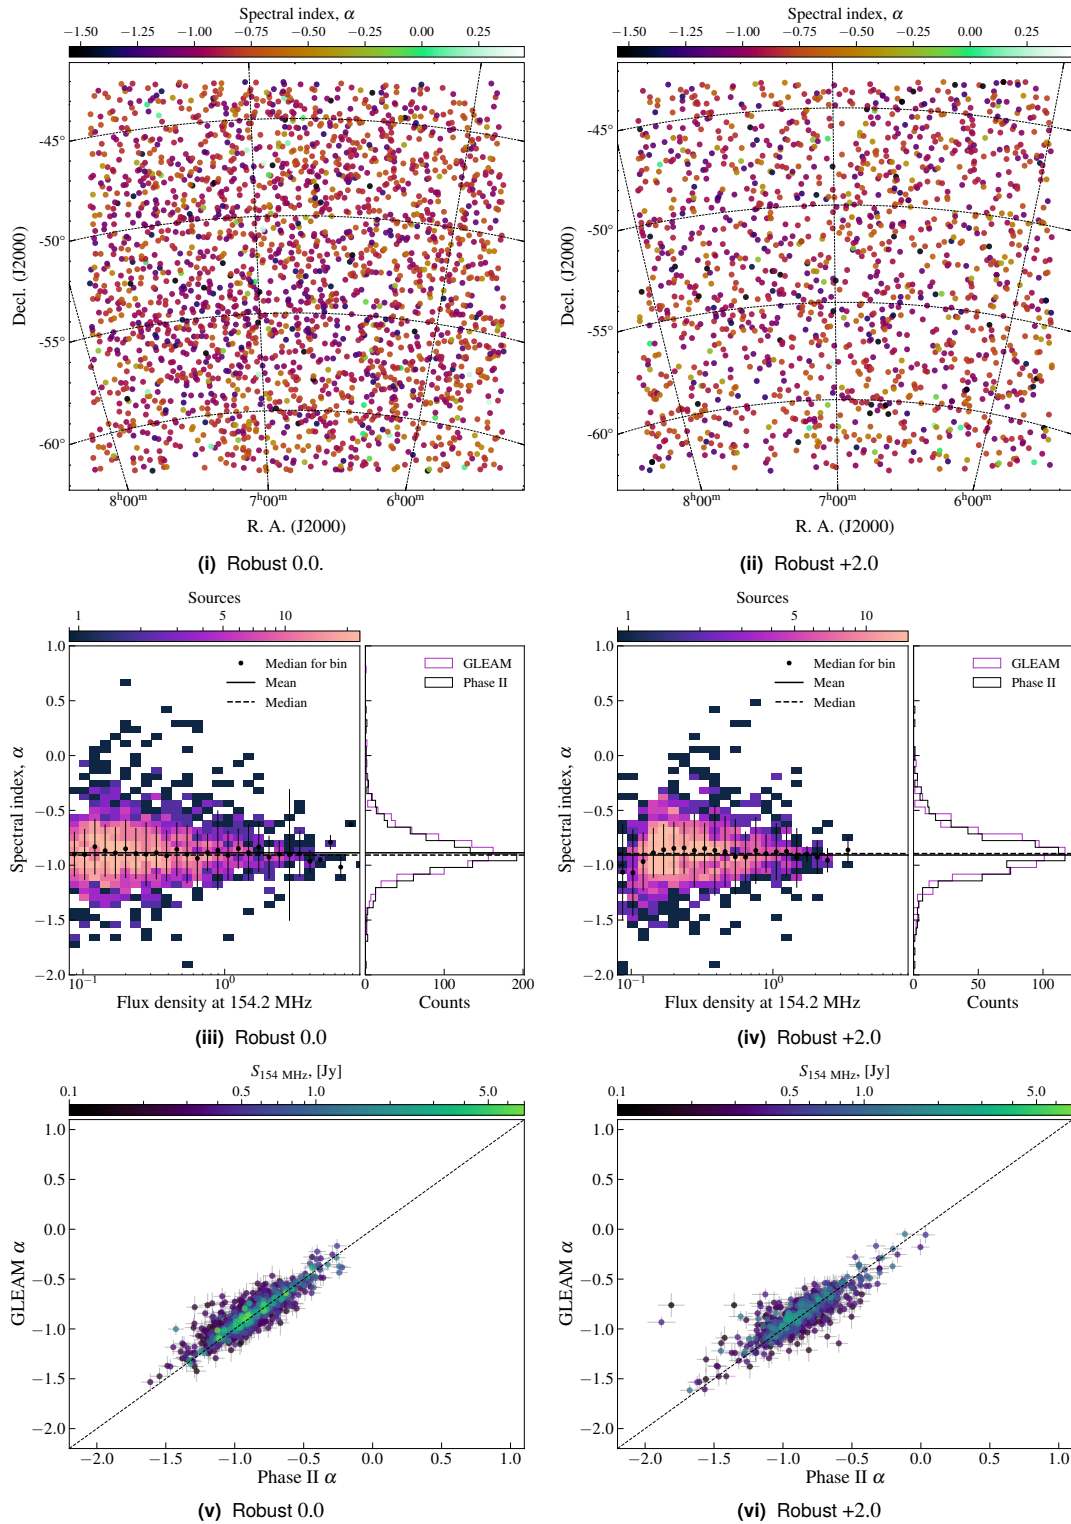 Spectral index, α
−1.50 −1.25 −1.00 −0.75 −0.50 −0.25 0.00 0.25
-45°
-50°
-55°
-60°
Decl. (J2000)
8ʰ00ᵐ 7ʰ00ᵐ 6ʰ00ᵐ
R. A. (J2000)
(i) Robust 0.0.
Spectral index, α
−1.50 −1.25 −1.00 −0.75 −0.50 −0.25 0.00 0.25
-45°
-50°
-55°
-60°
Decl. (J2000)
8ʰ00ᵐ 7ʰ00ᵐ 6ʰ00ᵐ
R. A. (J2000)
(ii) Robust +2.0
Sources
1 5 10
1.0
0.5
0.0
−0.5
−1.0
−1.5
−2.0
Spectral index, α
Median for bin
Mean
Median
GLEAM
Phase II
10⁻¹ 10⁰
0 100 200
Flux density at 154.2 MHz
Counts
(iii) Robust 0.0
Sources
1 5 10
1.0
0.5
0.0
−0.5
−1.0
−1.5
−2.0
Spectral index, α
Median for bin
Mean
Median
GLEAM
Phase II
10⁻¹ 10⁰
0 50 100
Flux density at 154.2 MHz
Counts
(iv) Robust +2.0
S154 MHz, [Jy]
0.1 0.5 1.0 5.0
1.0
0.5
0.0
−0.5
−1.0
−1.5
−2.0
GLEAM α
−2.0 −1.5 −1.0 −0.5 0.0 0.5 1.0
Phase II α
(v) Robust 0.0
S154 MHz, [Jy]
0.1 0.5 1.0 5.0
1.0
0.5
0.0
−0.5
−1.0
−1.5
−2.0
GLEAM α
−2.0 −1.5 −1.0 −0.5 0.0 0.5 1.0
Phase II α
(vi) Robust +2.0